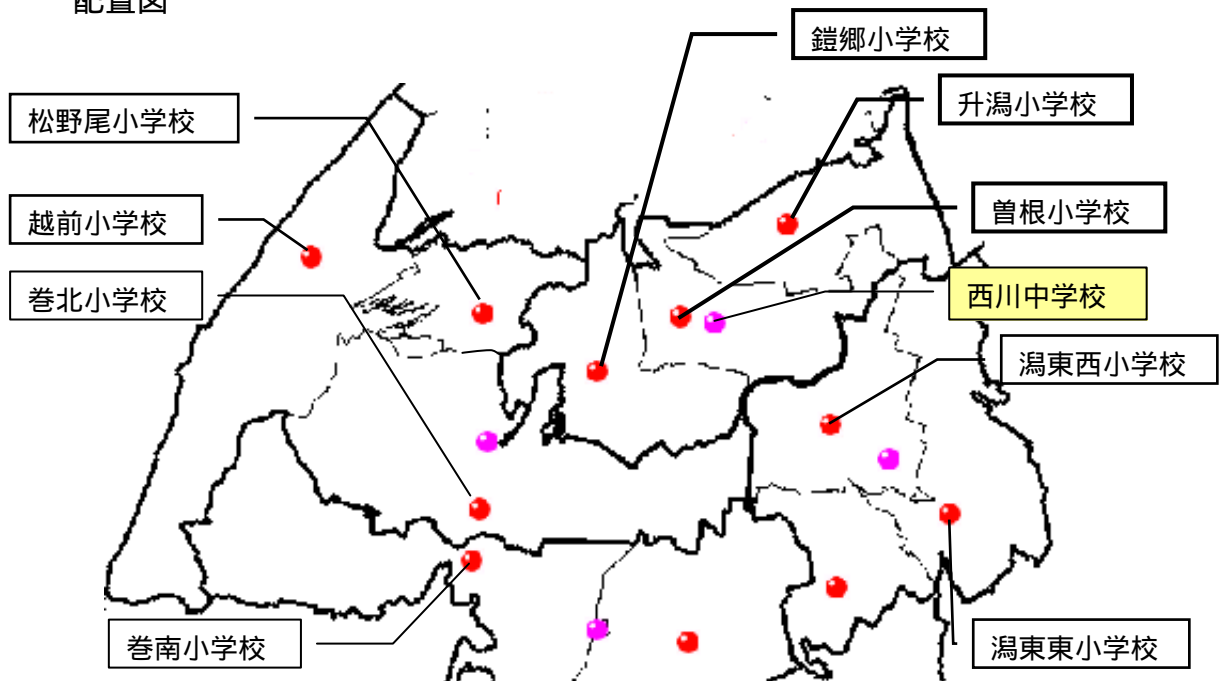 配置図
鎧郷小学校
升潟小学校
松野尾小学校
曽根小学校
越前小学校
西川中学校
巻北小学校
潟東西小学校
巻南小学校
潟東東小学校